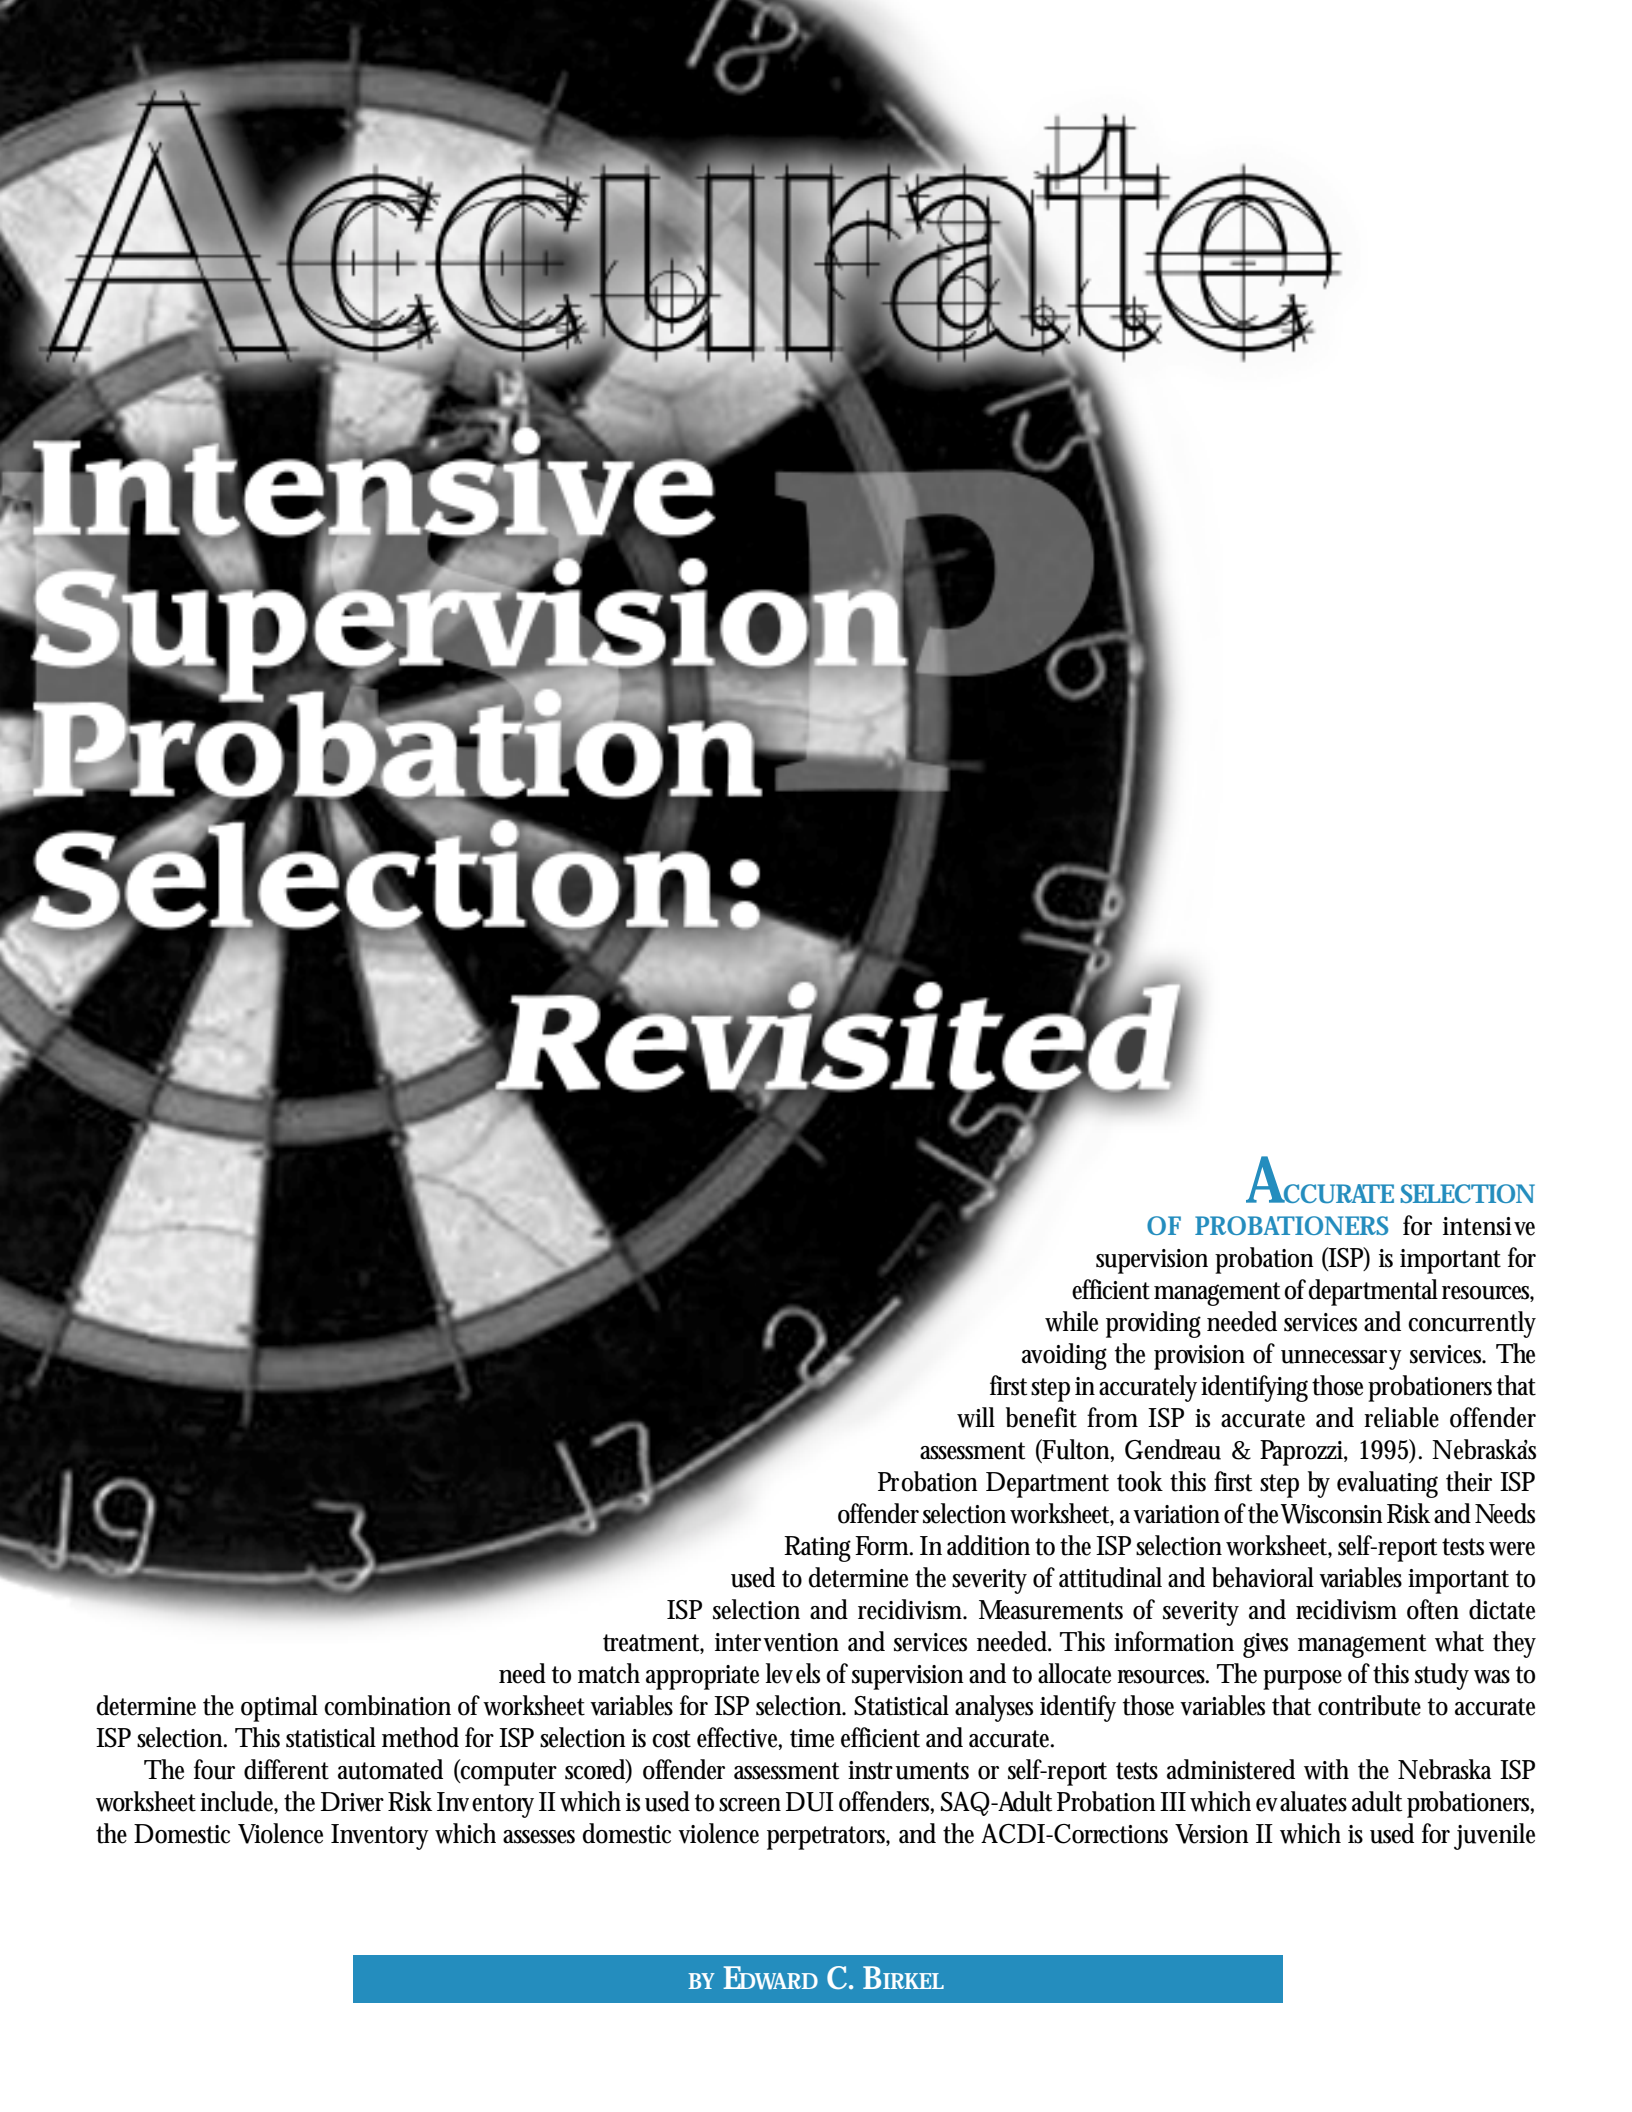 18
Accurate
13
Intensive
I S P
Supervision
6
Probation
Selection:
10
Revisited
15
2
17
3
19
ACCURATE SELECTION
OF PROBATIONERS for intensive
supervision probation (ISP) is important for
efficient management of departmental resources,
while providing needed services and concurrently
avoiding the provision of unnecessary services. The
first step in accurately identifying those probationers that
will benefit from ISP is accurate and reliable offender
assessment (Fulton, Gendreau & Paprozzi, 1995). Nebraska's
Probation Department took this first step by evaluating their ISP
offender selection worksheet, a variation of the Wisconsin Risk and Needs
Rating Form. In addition to the ISP selection worksheet, self-report tests were
used to determine the severity of attitudinal and behavioral variables important to
ISP selection and recidivism. Measurements of severity and recidivism often dictate
treatment, intervention and services needed. This information gives management what they
need to match appropriate levels of supervision and to allocate resources. The purpose of this study was to
determine the optimal combination of worksheet variables for ISP selection. Statistical analyses identify those variables that contribute to accurate
ISP selection. This statistical method for ISP selection is cost effective, time efficient and accurate.
The four different automated (computer scored) offender assessment instruments or self-report tests administered with the Nebraska ISP
worksheet include, the Driver Risk Inventory II which is used to screen DUI offenders, SAQ-Adult Probation III which evaluates adult probationers,
the Domestic Violence Inventory which assesses domestic violence perpetrators, and the ACDI-Corrections Version II which is used for juvenile
BY EDWARD C. BIRKEL